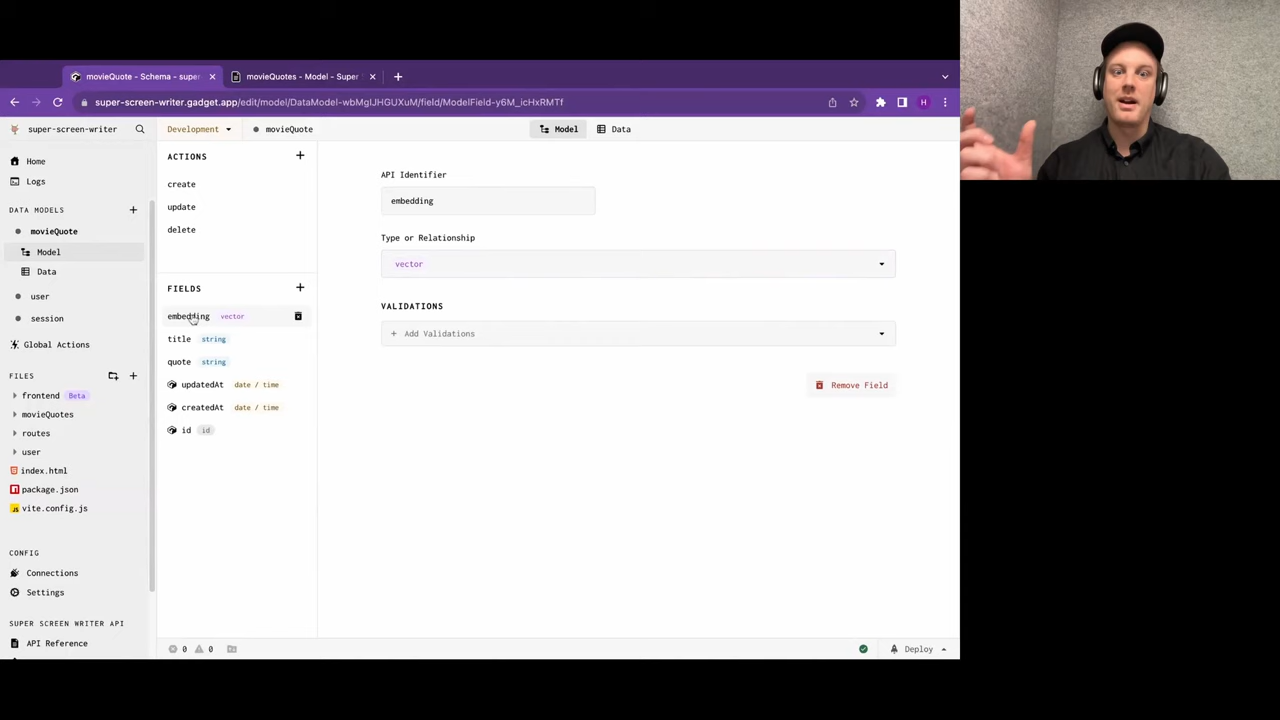 movieQuote - Schema - super
movieQuotes - Model - Super
super-screen-writer.gadget.app/edit/model/DataModel-wbMgIJHGUXuM/field/ModelField-y6M_icHxRMTf
H
super-screen-writer
Development
movieQuote
Model
Data
Home
Logs
DATA MODELS
movieQuote
Model
Data
user
session
Global Actions
FILES
frontend Beta
movieQuotes
routes
user
index.html
package.json
JS vite.config.js
CONFIG
Connections
Settings
SUPER SCREEN WRITER API
API Reference
ACTIONS
create
update
delete
FIELDS
embedding vector
title string
quote string
updatedAt date / time
createdAt date / time
id id
API Identifier
embedding
Type or Relationship
vector
VALIDATIONS
+ Add Validations
Remove Field
0 0
Deploy